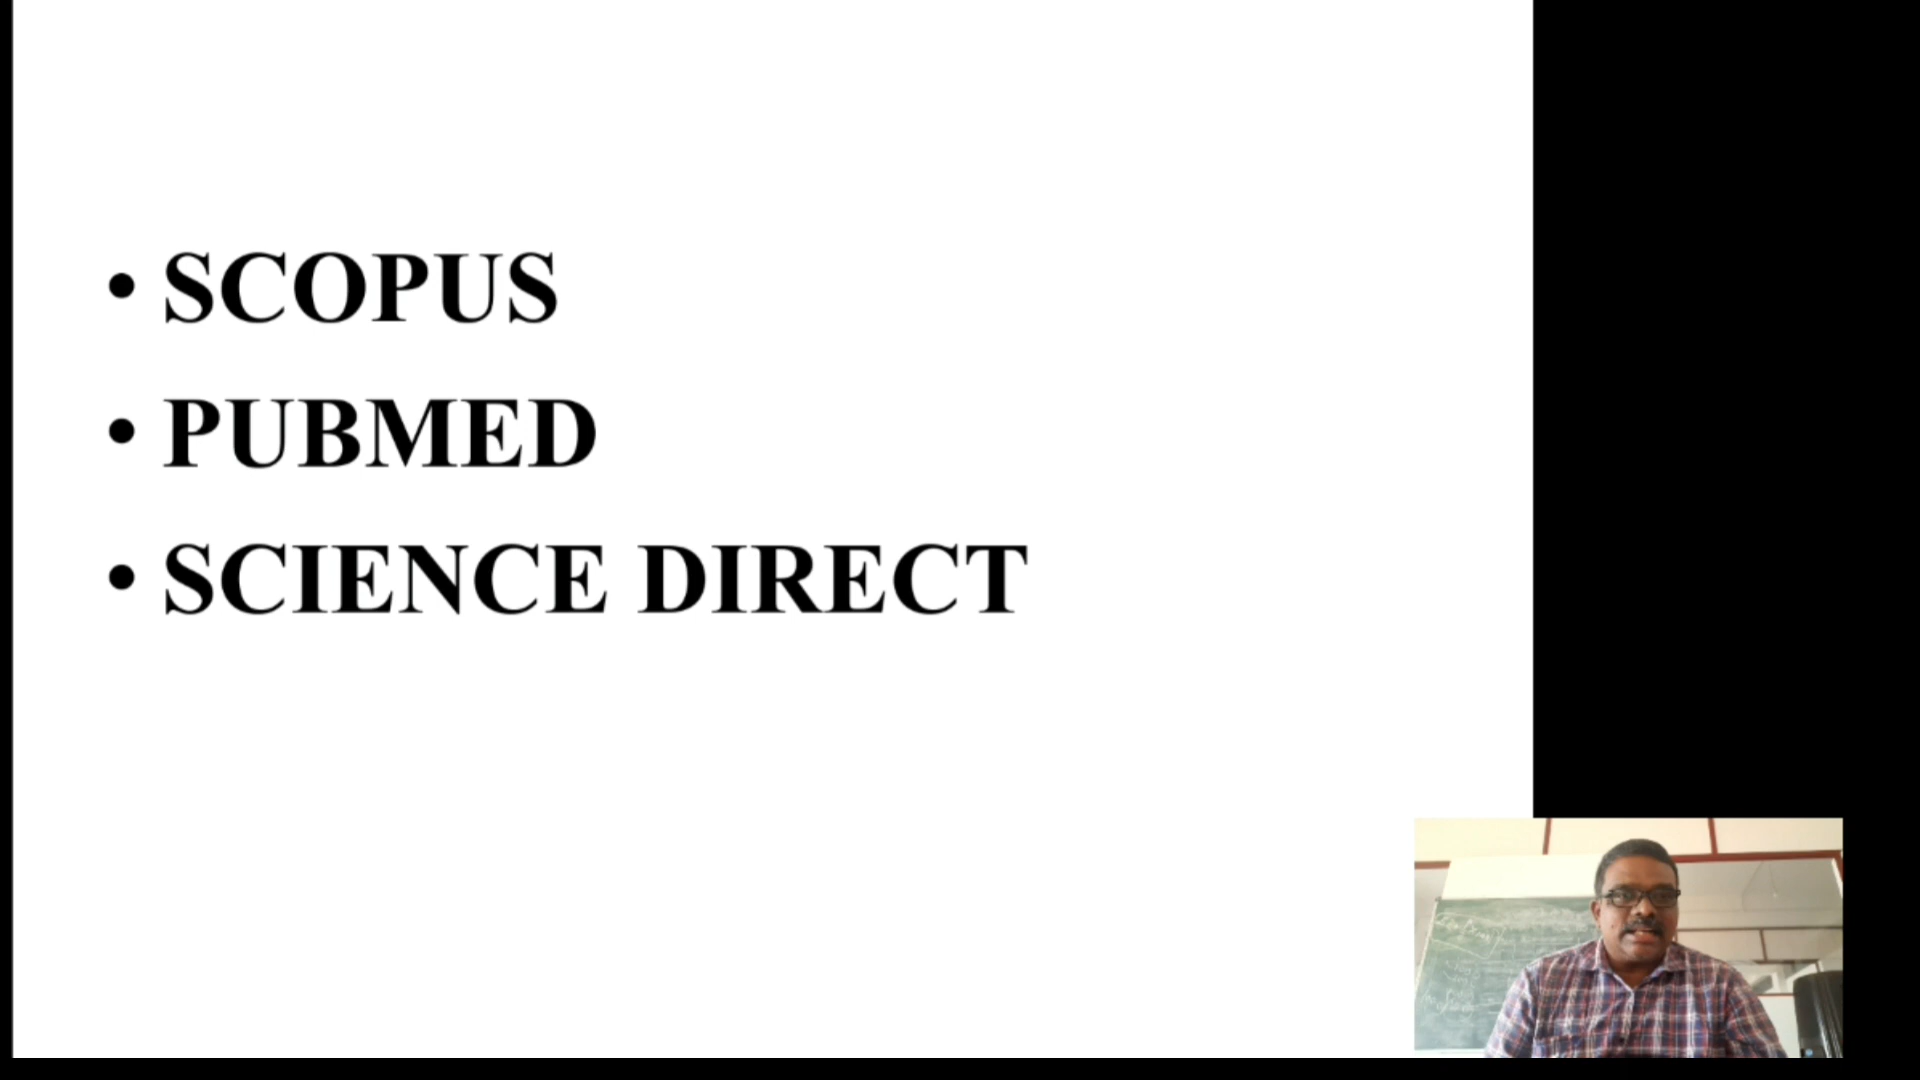 • SCOPUS
• PUBMED
• SCIENCE DIRECT